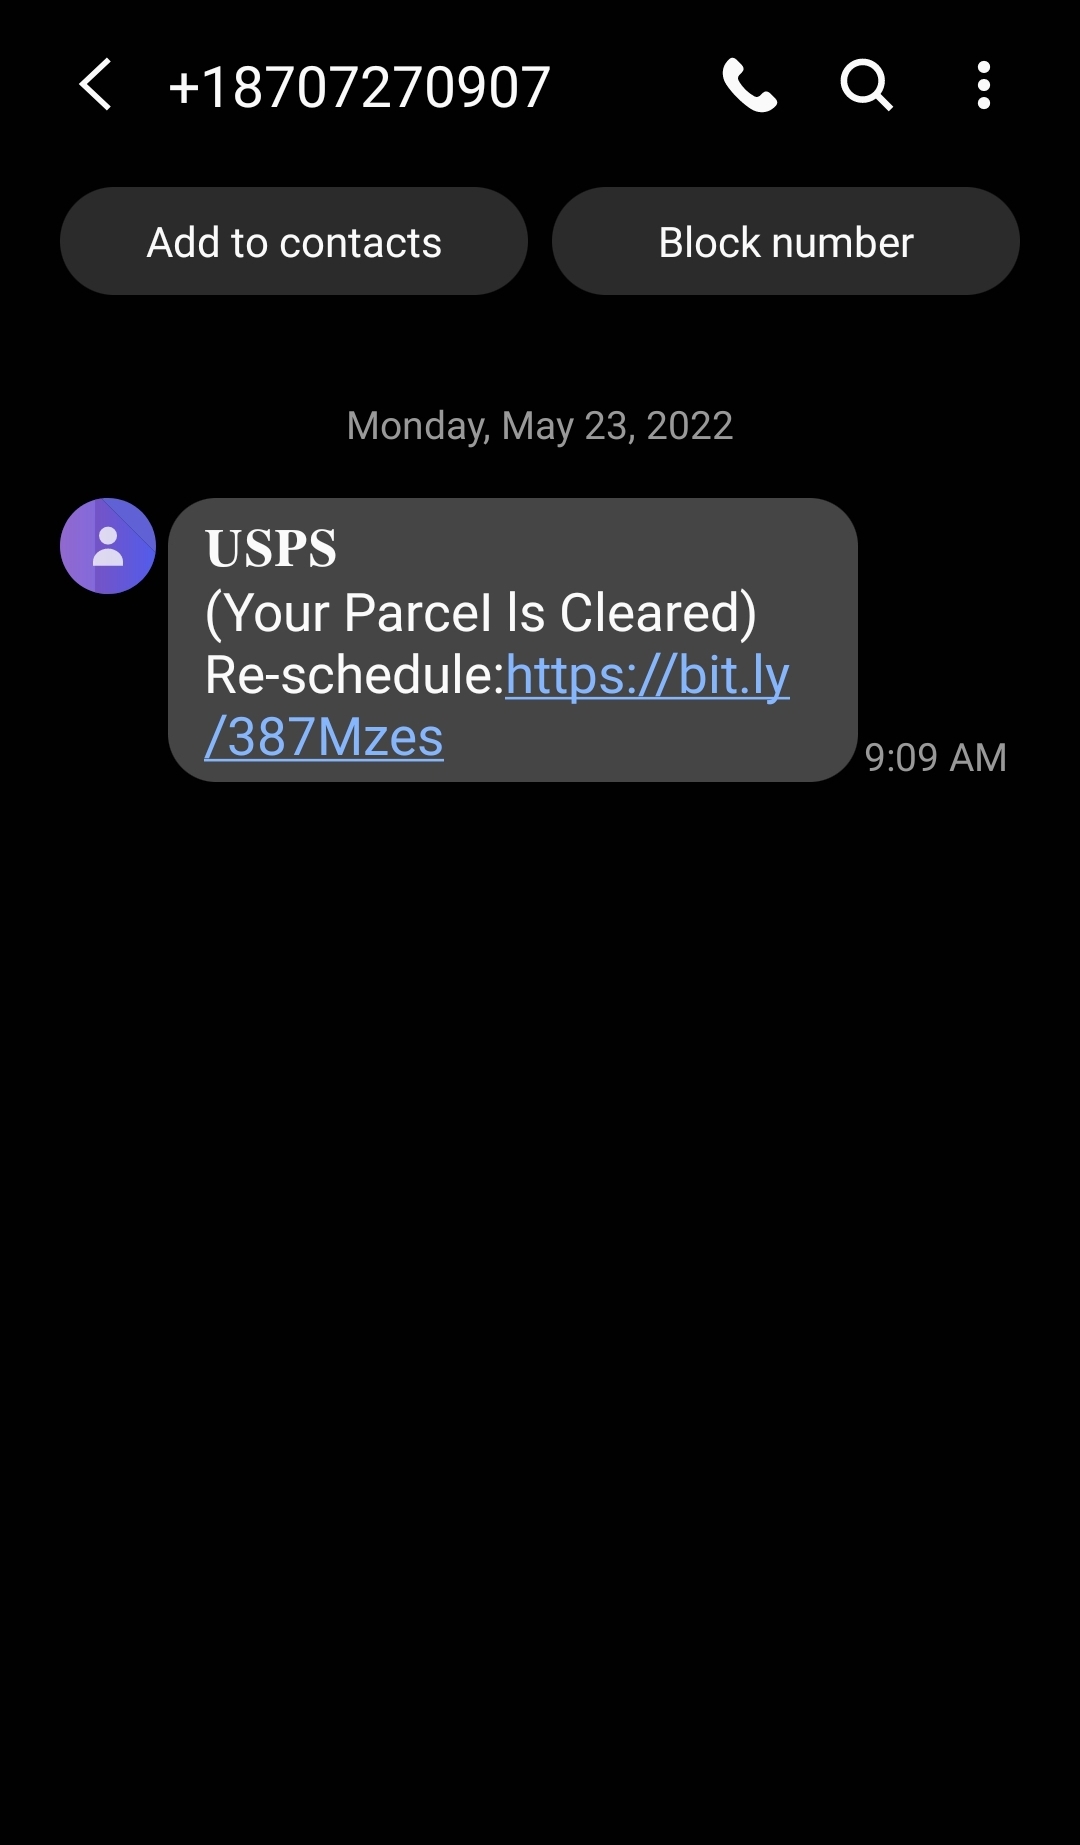 +18707270907
Add to contacts
Block number
Monday, May 23, 2022
𝐔𝐒𝐏𝐒
(Your Parcel ls Cleared)
Re-schedule:https://bit.ly
/387Mzes
9:09 AM